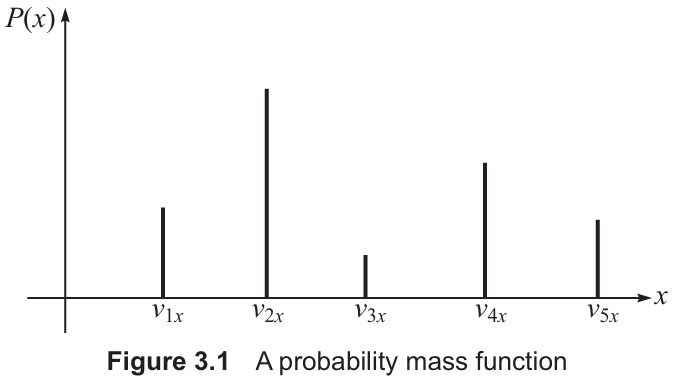 P(x)
x
v1x v2x v3x v4x v5x
Figure 3.1 A probability mass function